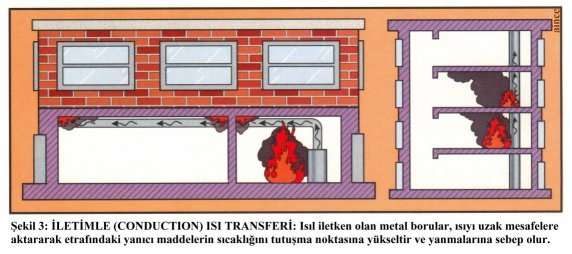 aince
Şekil 3: İLETİMLE (CONDUCTION) ISI TRANSFERİ: Isıl iletken olan metal borular, ısıyı uzak mesafelere
aktararak etrafındaki yanıcı maddelerin sıcaklığını tutuşma noktasına yükseltir ve yanmalarına sebep olur.